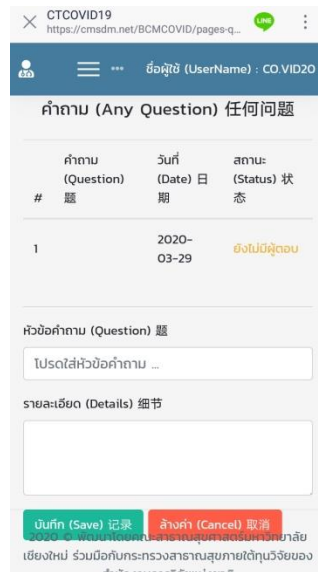 CTCOVID19
https://cmsdm.net/BCMCOVID/pages-q...
LINE
ชื่อผู้ใช้ (UserName) : CO.VID20
คำถาม (Any Question) 任何问题
# คำถาม (Question) 题 วันที่ (Date) 日期 สถานะ (Status) 状态
1 2020-03-29 ยังไม่มีผู้ตอบ
หัวข้อคำถาม (Question) 题
โปรดใส่หัวข้อคำถาม ...
รายละเอียด (Details) 细节
บันทึก (Save) 记录 ล้างค่า (Cancel) 取消
2020 © พัฒนาโดยคณะสาธารณสุขศาสตร์มหาวิทยาลัย
เชียงใหม่ ร่วมมือกับกระทรวงสาธารณสุขภายใต้ทุนวิจัยของ